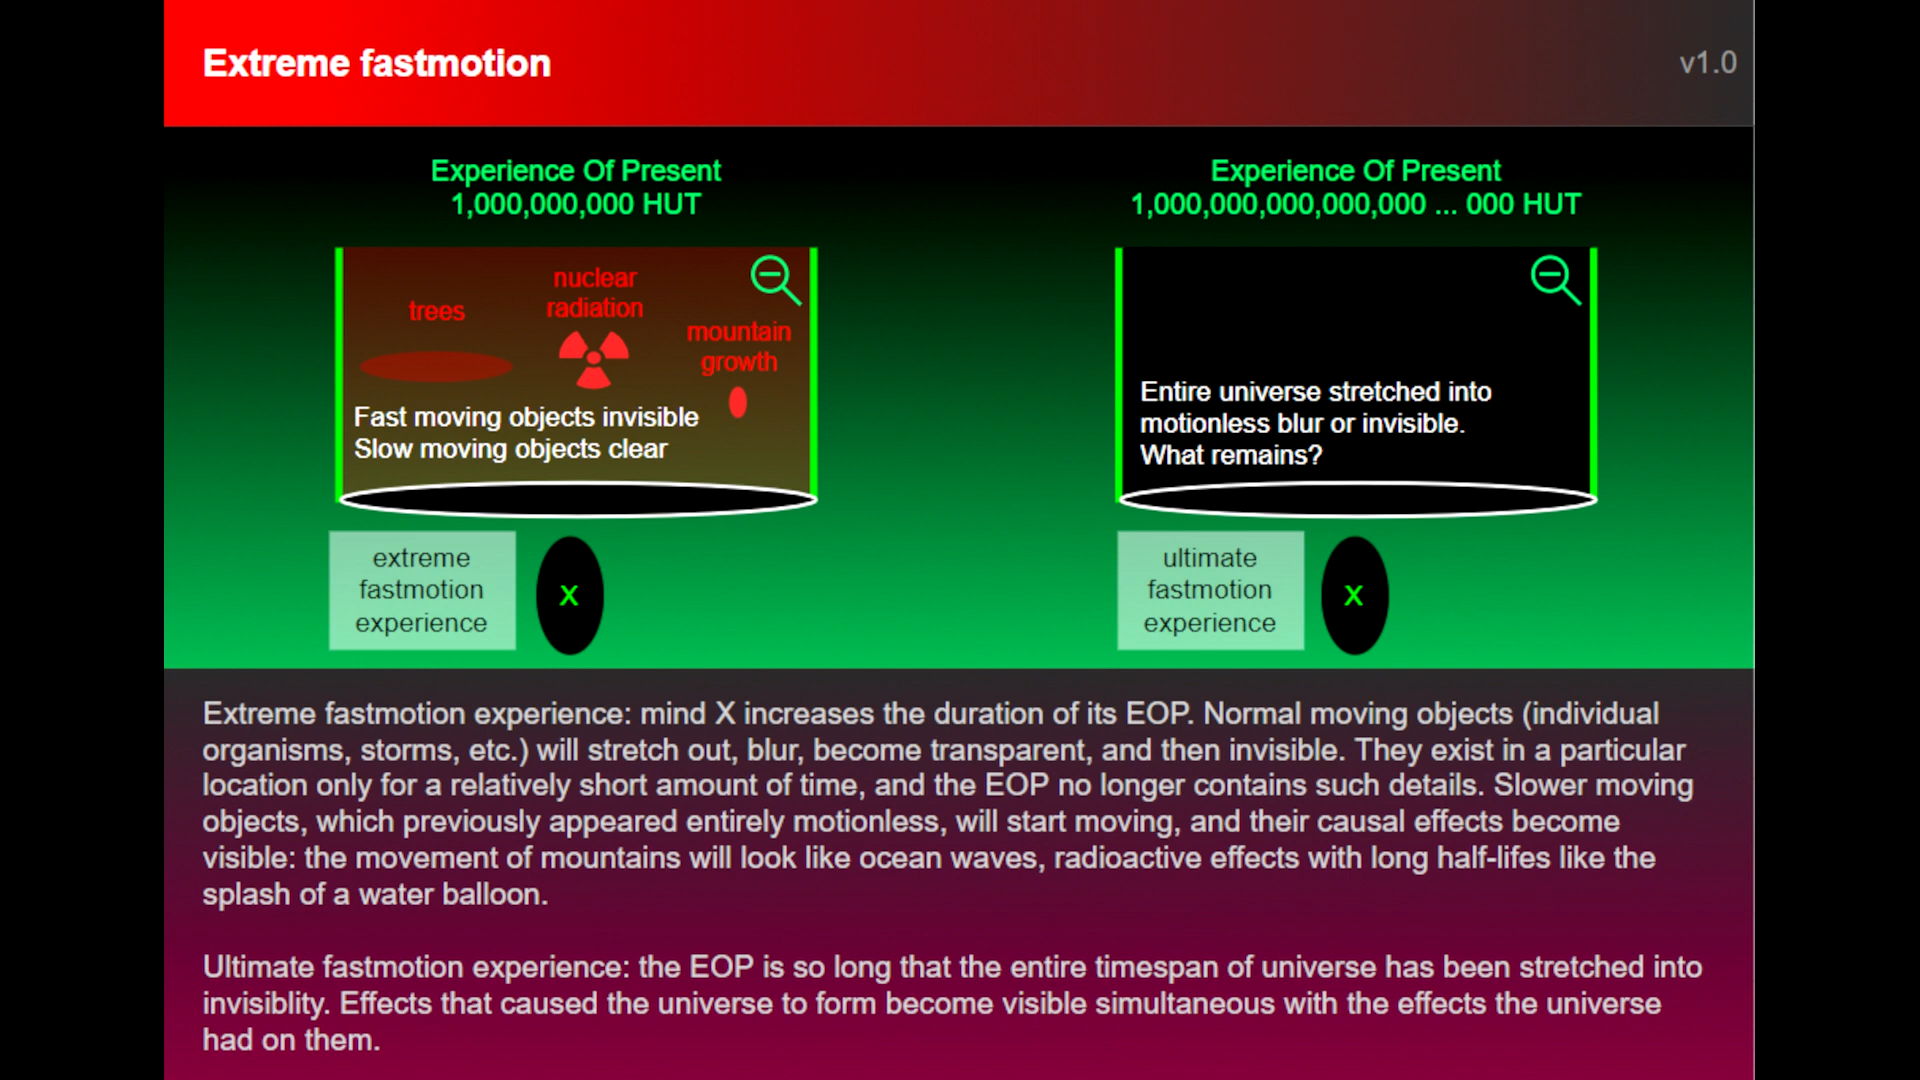 Extreme fastmotion
v1.0
Experience Of Present
1,000,000,000 HUT
Experience Of Present
1,000,000,000,000,000 ... 000 HUT
trees
nuclear
radiation
mountain
growth
Fast moving objects invisible
Slow moving objects clear
Entire universe stretched into
motionless blur or invisible.
What remains?
extreme
fastmotion
experience
X
ultimate
fastmotion
experience
X
Extreme fastmotion experience: mind X increases the duration of its EOP. Normal moving objects (individual
organisms, storms, etc.) will stretch out, blur, become transparent, and then invisible. They exist in a particular
location only for a relatively short amount of time, and the EOP no longer contains such details. Slower moving
objects, which previously appeared entirely motionless, will start moving, and their causal effects become
visible: the movement of mountains will look like ocean waves, radioactive effects with long half-lifes like the
splash of a water balloon.
Ultimate fastmotion experience: the EOP is so long that the entire timespan of universe has been stretched into
invisiblity. Effects that caused the universe to form become visible simultaneous with the effects the universe
had on them.